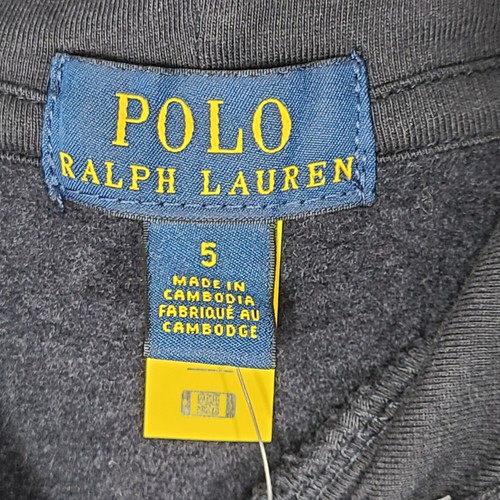 POLO
RALPH LAUREN
5
MADE IN
CAMBODIA
FABRIQUÉ AU
CAMBODGE